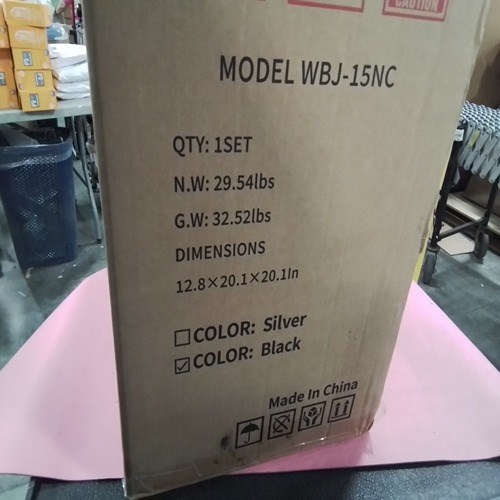 CAUTION
MODEL WBJ-15NC
QTY: 1SET
N.W: 29.54lbs
G.W: 32.52lbs
DIMENSIONS
12.8×20.1×20.1In
COLOR: Silver
COLOR: Black
Made In China